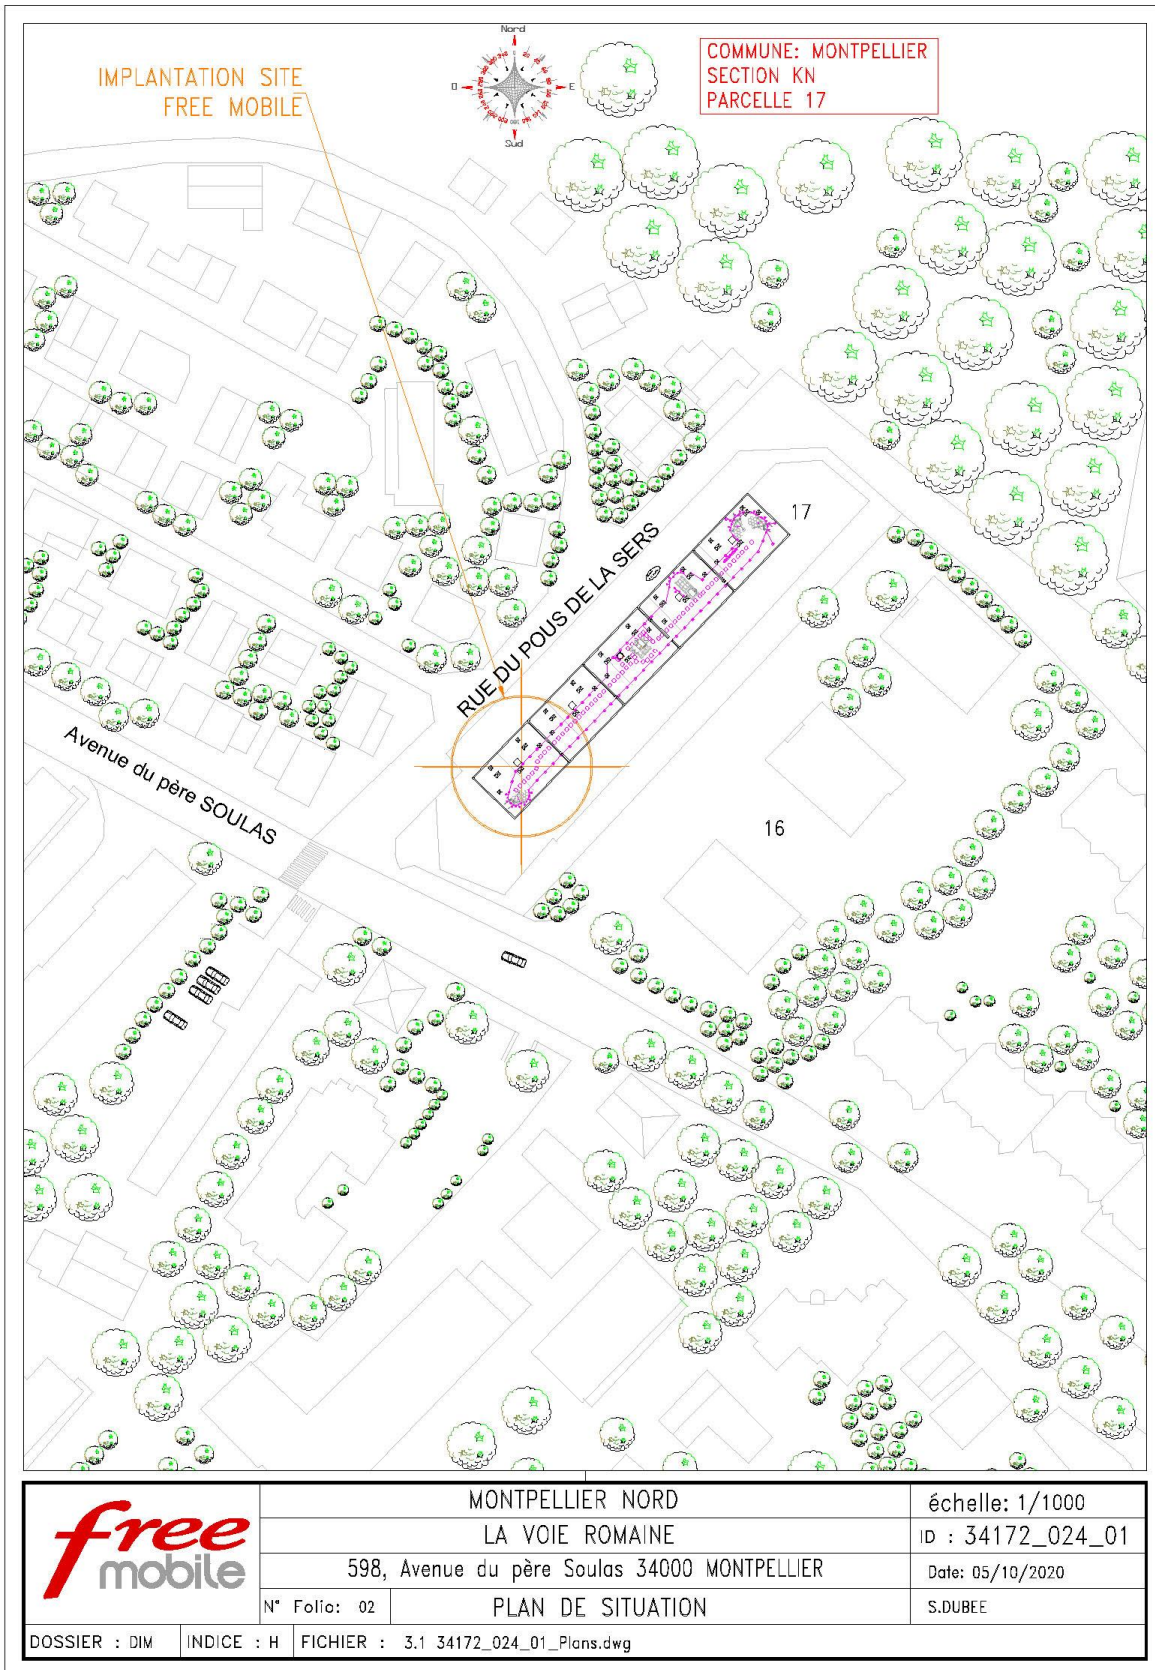 Nord
O
E
Sud
IMPLANTATION SITE
FREE MOBILE
COMMUNE: MONTPELLIER
SECTION KN
PARCELLE 17
17
RUE DU POUS DE LA SERS
Avenue du père SOULAS
16
free
mobile
MONTPELLIER NORD
LA VOIE ROMAINE
598, Avenue du père Soulas 34000 MONTPELLIER
N° Folio: 02
PLAN DE SITUATION
échelle: 1/1000
ID : 34172_024_01
Date: 05/10/2020
S.DUBEE
DOSSIER : DIM
INDICE : H
FICHIER : 3.1 34172_024_01_Plans.dwg